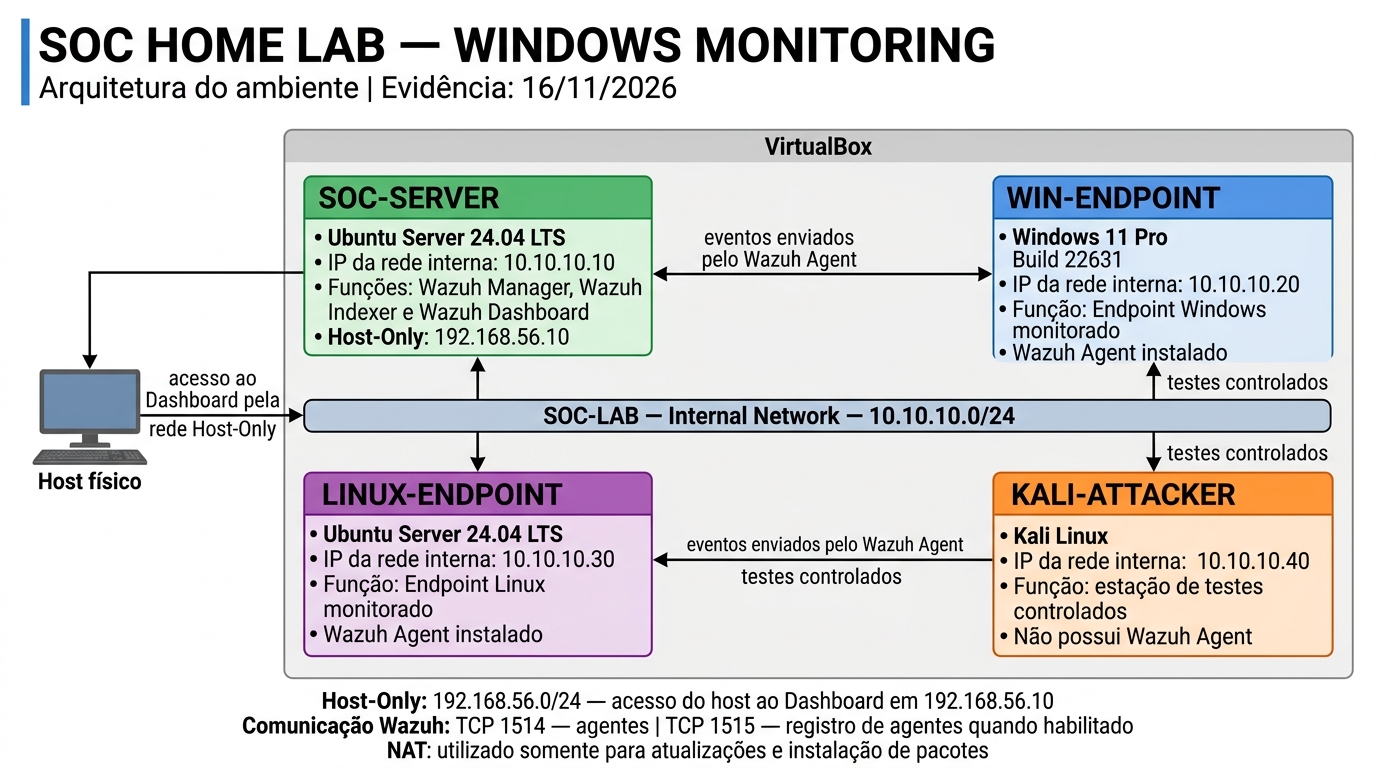 SOC HOME LAB — WINDOWS MONITORING
Arquitetura do ambiente | Evidência: 16/11/2026
VirtualBox
SOC-SERVER
• Ubuntu Server 24.04 LTS
• IP da rede interna: 10.10.10.10
• Funções: Wazuh Manager, Wazuh
Indexer e Wazuh Dashboard
• Host-Only: 192.168.56.10
eventos enviados
pelo Wazuh Agent
WIN-ENDPOINT
• Windows 11 Pro
Build 22631
• IP da rede interna: 10.10.10.20
• Função: Endpoint Windows
monitorado
• Wazuh Agent instalado
testes controlados
acesso ao
Dashboard pela
rede Host-Only
Host físico
SOC-LAB — Internal Network — 10.10.10.0/24
testes controlados
LINUX-ENDPOINT
• Ubuntu Server 24.04 LTS
• IP da rede interna: 10.10.10.30
• Função: Endpoint Linux
monitorado
• Wazuh Agent instalado
eventos enviados pelo Wazuh Agent
testes controlados
KALI-ATTACKER
• Kali Linux
• IP da rede interna: 10.10.10.40
• Função: estação de testes
controlados
• Não possui Wazuh Agent
Host-Only: 192.168.56.0/24 — acesso do host ao Dashboard em 192.168.56.10
Comunicação Wazuh: TCP 1514 — agentes | TCP 1515 — registro de agentes quando habilitado
NAT: utilizado somente para atualizações e instalação de pacotes